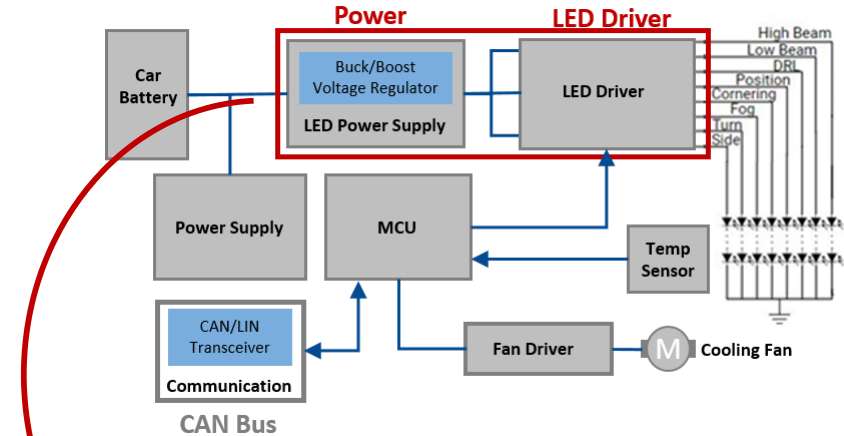 Power
LED Driver
Car
Battery
Buck/Boost
Voltage Regulator
LED Power Supply
LED Driver
High Beam
Low Beam
DRL
Position
Cornering
Fog
Turn
Side
Power Supply
MCU
Temp
Sensor
CAN/LIN
Transceiver
Communication
Fan Driver
M
Cooling Fan
CAN Bus